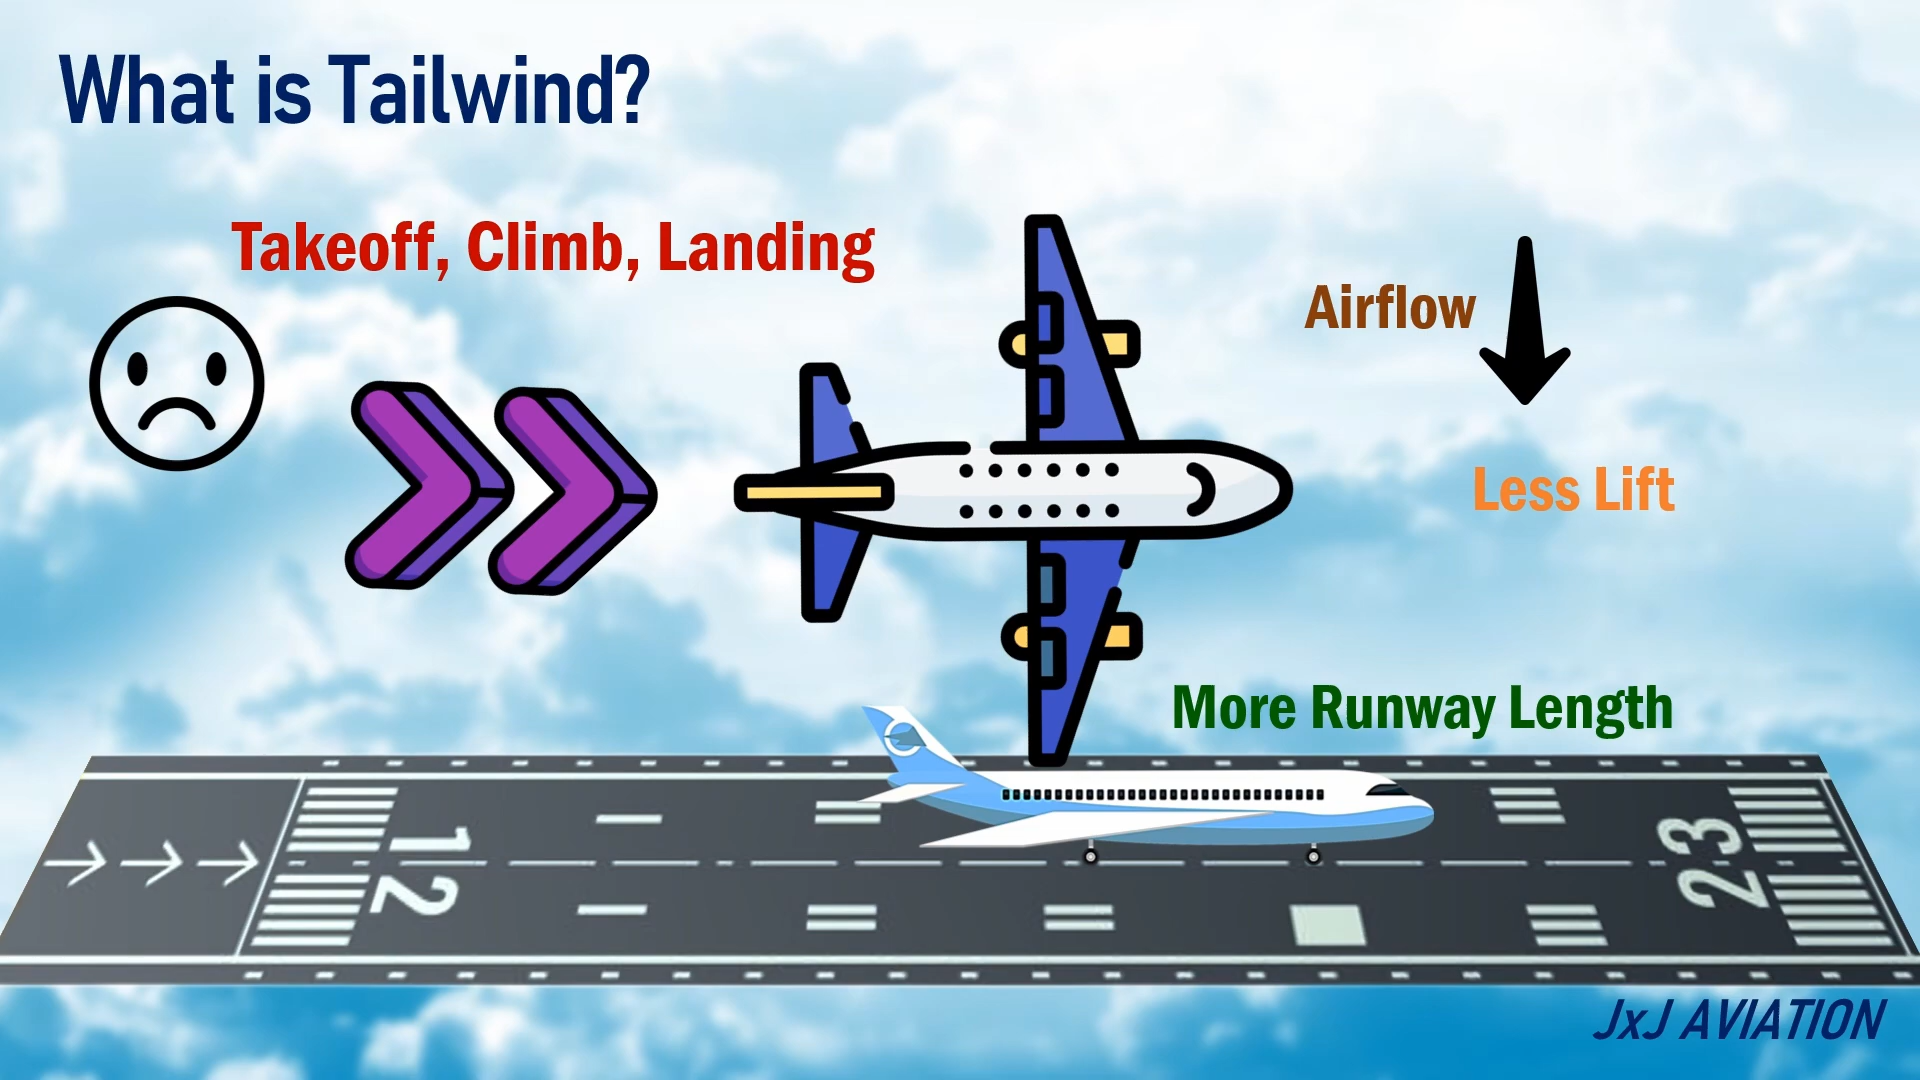 What is Tailwind?
Takeoff, Climb, Landing
Airflow
Less Lift
More Runway Length
12
23
JxJ AVIATION